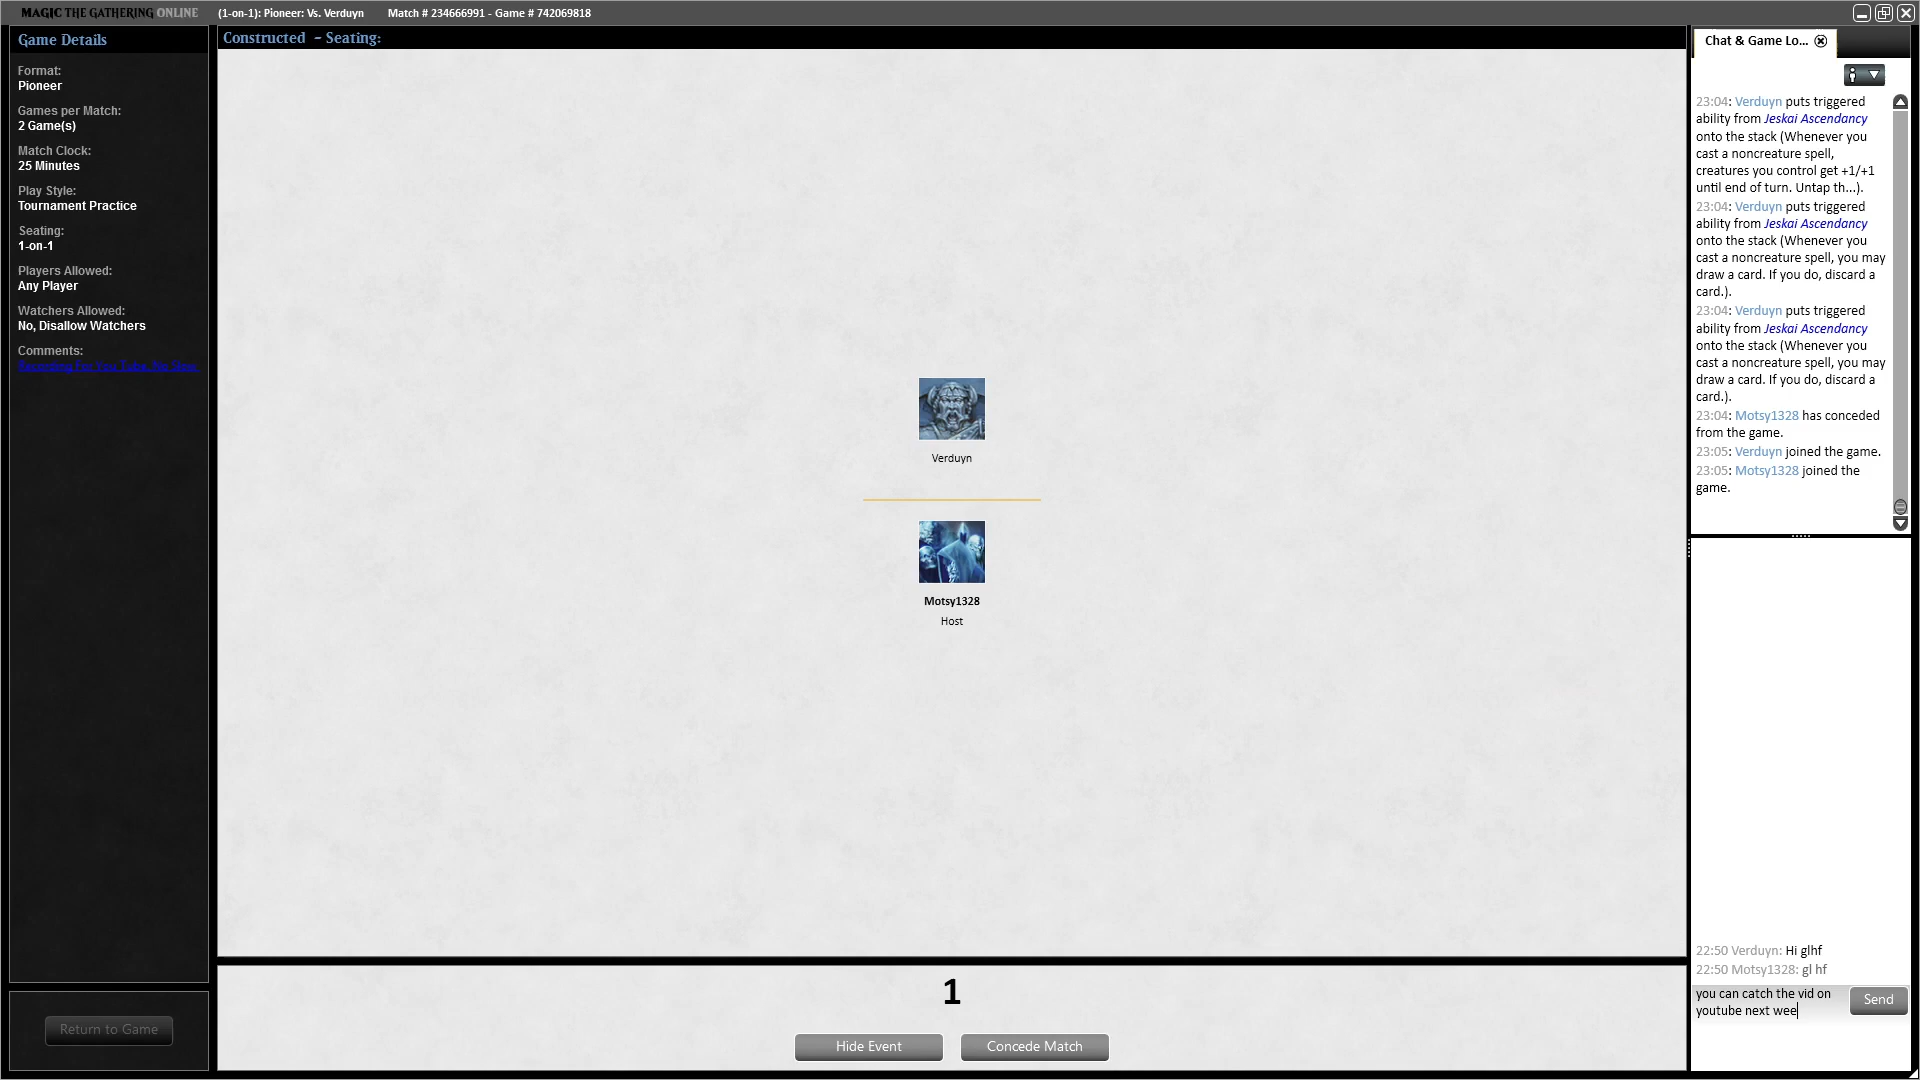 MAGIC THE GATHERING ONLINE
(1-on-1): Pioneer: Vs. Verduyn
Match # 234666991 - Game # 742069818
Game Details
Format:
Pioneer
Games per Match:
2 Game(s)
Match Clock:
25 Minutes
Play Style:
Tournament Practice
Seating:
1-on-1
Players Allowed:
Any Player
Watchers Allowed:
No, Disallow Watchers
Comments:
Recording For You Tube, No Slow
Return to Game
Constructed - Seating:
Verduyn
Motsy1328
Host
1
Hide Event
Concede Match
Chat & Game Lo...
23:04: Verduyn puts triggered
ability from Jeskai Ascendancy
onto the stack (Whenever you
cast a noncreature spell,
creatures you control get +1/+1
until end of turn. Untap th...).
23:04: Verduyn puts triggered
ability from Jeskai Ascendancy
onto the stack (Whenever you
cast a noncreature spell, you may
draw a card. If you do, discard a
card.).
23:04: Verduyn puts triggered
ability from Jeskai Ascendancy
onto the stack (Whenever you
cast a noncreature spell, you may
draw a card. If you do, discard a
card.).
23:04: Motsy1328 has conceded
from the game.
23:05: Verduyn joined the game.
23:05: Motsy1328 joined the
game.
22:50 Verduyn: Hi glhf
22:50 Motsy1328: gl hf
you can catch the vid on
youtube next wee
Send